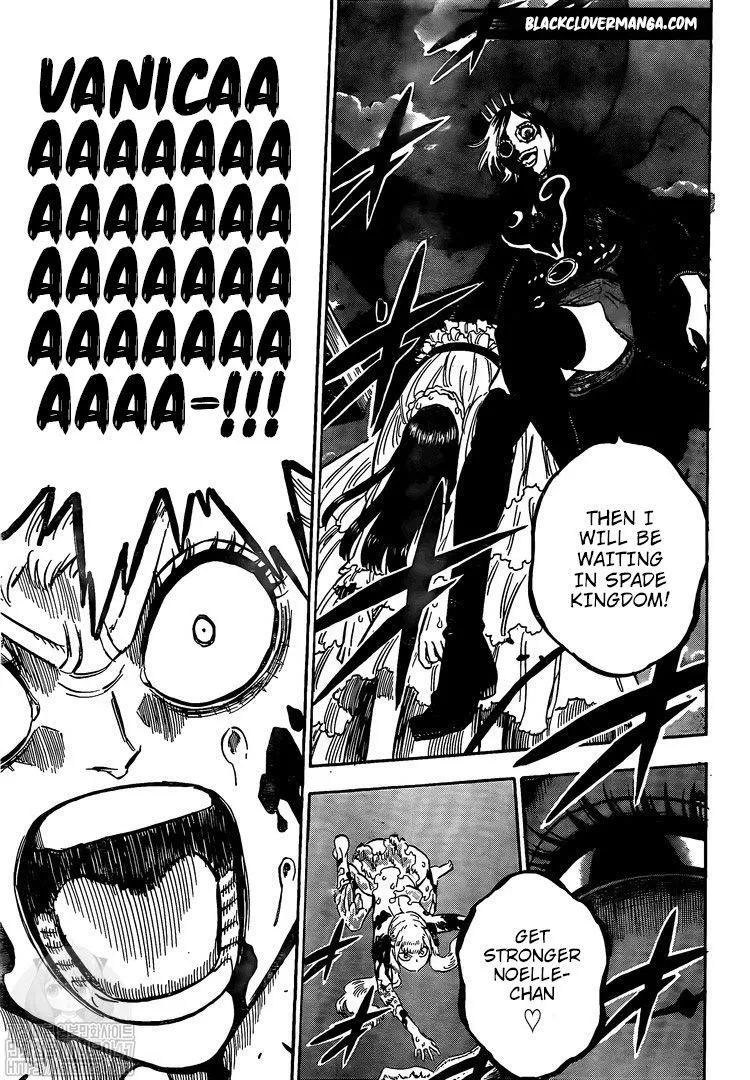 BLACKCLOVERMANGA.COM
THEN I
WILL BE
WAITING
IN SPADE
KINGDOM!
GET
STRONGER
NOELLE-
CHAN
♡
VANICAA
AAAAAAA
AAAAAAA
AAAAAAA
AAAAAAA
AAAA-!!!